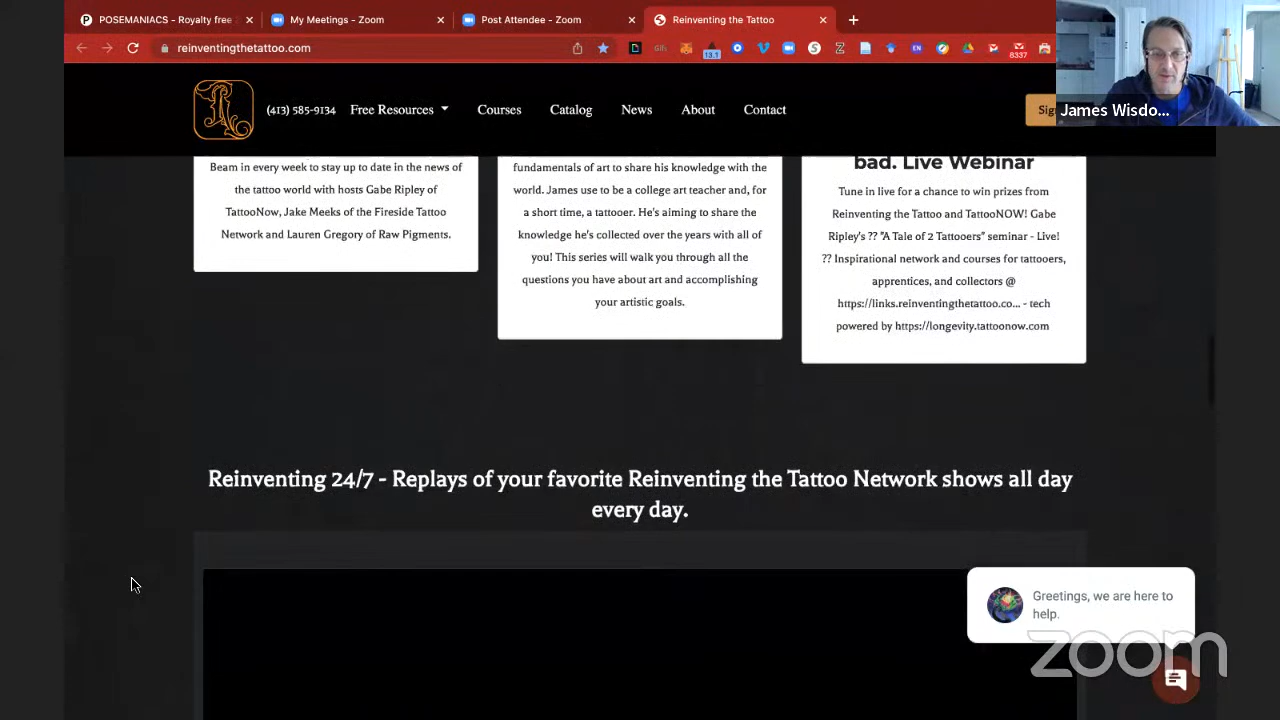 POSEMANIACS - Royalty free
My Meetings - Zoom
Post Attendee - Zoom
Reinventing the Tattoo
reinventingthetattoo.com
13.1
8337
(413) 585-9134
Free Resources
Courses
Catalog
News
About
Contact
James Wisdo...
Beam in every week to stay up to date in the news of
the tattoo world with hosts Gabe Ripley of
TattooNow, Jake Meeks of the Fireside Tattoo
Network and Lauren Gregory of Raw Pigments.
fundamentals of art to share his knowledge with the
world. James use to be a college art teacher and, for
a short time, a tattooer. He's aiming to share the
knowledge he's collected over the years with all of
you! This series will walk you through all the
questions you have about art and accomplishing
your artistic goals.
bad. Live Webinar
Tune in live for a chance to win prizes from
Reinventing the Tattoo and TattooNOW! Gabe
Ripley's ?? "A Tale of 2 Tattooers" seminar - Live!
?? Inspirational network and courses for tattooers,
apprentices, and collectors @
https://links.reinventingthetattoo.co... - tech
powered by https://longevity.tattoonow.com
Reinventing 24/7 - Replays of your favorite Reinventing the Tattoo Network shows all day
every day.
Greetings, we are here to
help.
zoom